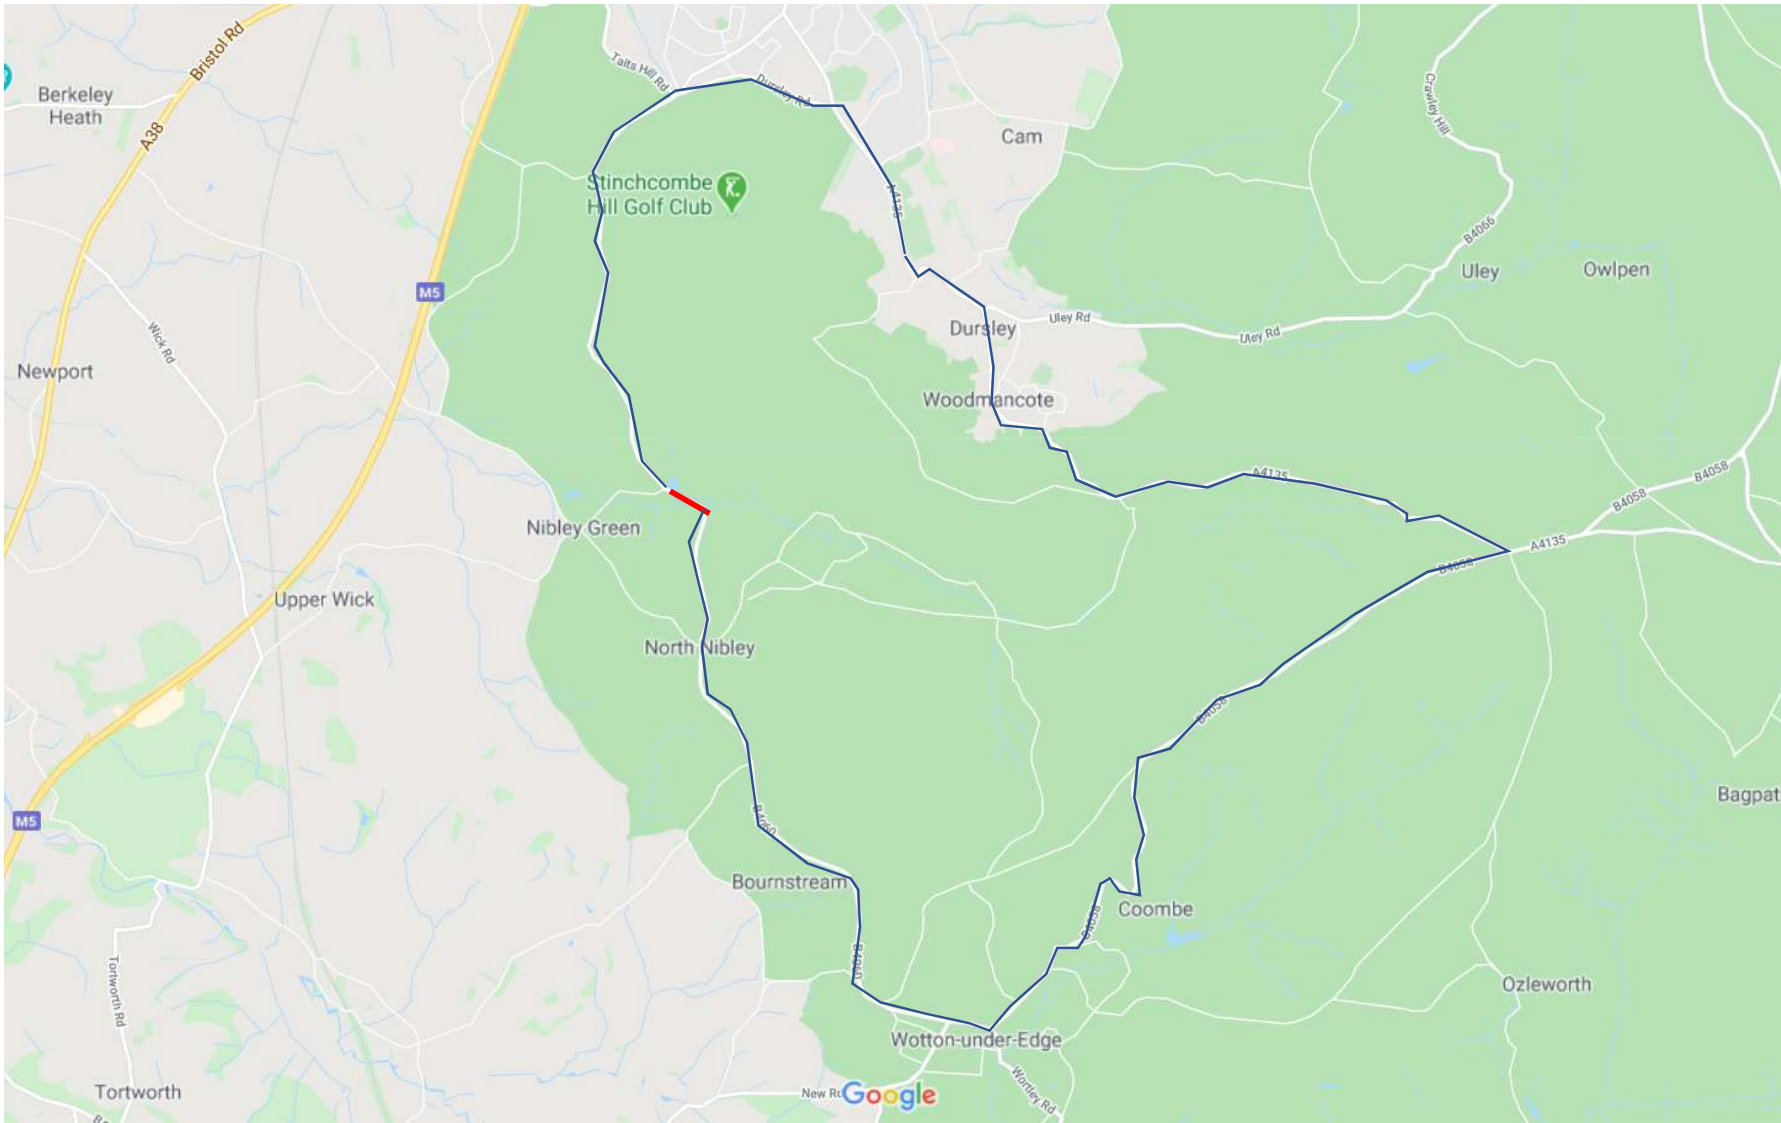 Bristol Rd
Taits Hill Rd
Dursley Rd
Berkeley
Heath
A38
Crawley Hill
Cam
Stinchcombe
Hill Golf Club
A4135
B4066
Uley
Owlpen
M5
Wick Rd
Dursley
Uley Rd
Uley Rd
Newport
Woodmancote
A4135
B4058
B4058
Nibley Green
A4135
B4058
Upper Wick
North Nibley
B4058
Bagpat
M5
B4060
Bournstream
Coombe
B4058
B4060
Tortworth Rd
Ozleworth
Wotton-under-Edge
Wortley Rd
Tortworth
New Rd
Google